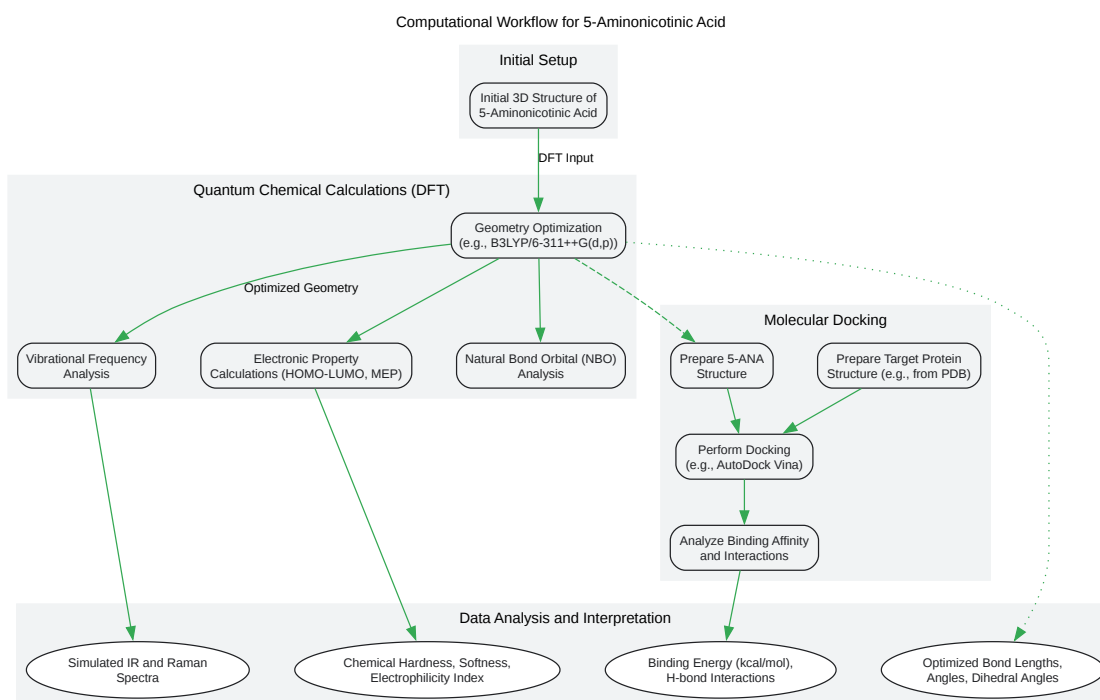 Computational Workflow for 5-Aminonicotinic Acid
Initial Setup
Initial 3D Structure of
5-Aminonicotinic Acid
DFT Input
Quantum Chemical Calculations (DFT)
Geometry Optimization
(e.g., B3LYP/6-311++G(d,p))
Optimized Geometry
Molecular Docking
Vibrational Frequency
Analysis
Electronic Property
Calculations (HOMO-LUMO, MEP)
Natural Bond Orbital (NBO)
Analysis
Prepare 5-ANA
Structure
Prepare Target Protein
Structure (e.g., from PDB)
Perform Docking
(e.g., AutoDock Vina)
Analyze Binding Affinity
and Interactions
Data Analysis and Interpretation
Simulated IR and Raman
Spectra
Chemical Hardness, Softness,
Electrophilicity Index
Binding Energy (kcal/mol),
H-bond Interactions
Optimized Bond Lengths,
Angles, Dihedral Angles